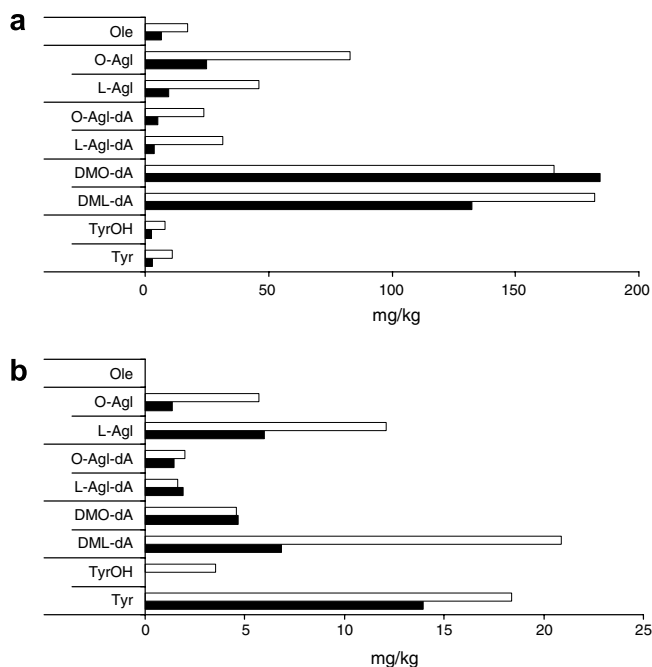 a
Ole
O-Agl
L-Agl
O-Agl-dA
L-Agl-dA
DMO-dA
DML-dA
TyrOH
Tyr
0 50 100 150 200
mg/kg
b
Ole
O-Agl
L-Agl
O-Agl-dA
L-Agl-dA
DMO-dA
DML-dA
TyrOH
Tyr
0 5 10 15 20 25
mg/kg